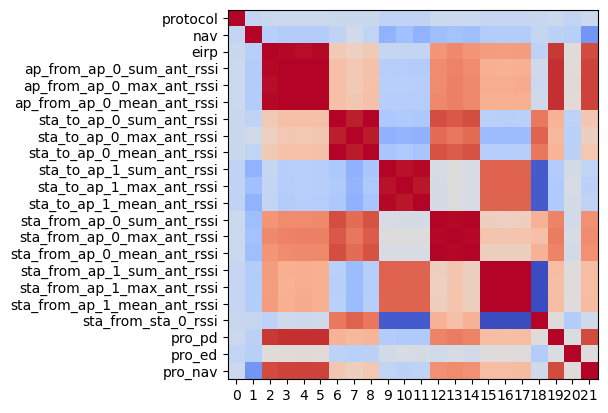 protocol
nav
eirp
ap_from_ap_0_sum_ant_rssi
ap_from_ap_0_max_ant_rssi
ap_from_ap_0_mean_ant_rssi
sta_to_ap_0_sum_ant_rssi
sta_to_ap_0_max_ant_rssi
sta_to_ap_0_mean_ant_rssi
sta_to_ap_1_sum_ant_rssi
sta_to_ap_1_max_ant_rssi
sta_to_ap_1_mean_ant_rssi
sta_from_ap_0_sum_ant_rssi
sta_from_ap_0_max_ant_rssi
sta_from_ap_0_mean_ant_rssi
sta_from_ap_1_sum_ant_rssi
sta_from_ap_1_max_ant_rssi
sta_from_ap_1_mean_ant_rssi
sta_from_sta_0_rssi
pro_pd
pro_ed
pro_nav
0 1 2 3 4 5 6 7 8 9 10 11 12 13 14 15 16 17 18 19 20 21